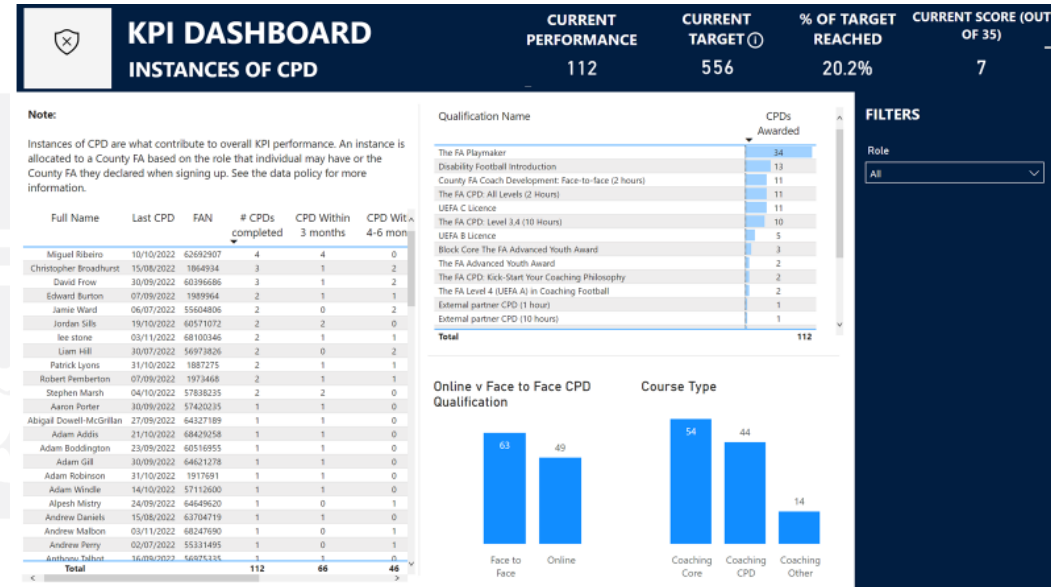 KPI DASHBOARD
INSTANCES OF CPD
CURRENT PERFORMANCE
112
CURRENT TARGET
556
% OF TARGET REACHED
20.2%
CURRENT SCORE (OUT OF 35)
7
Note:
Instances of CPD are what contribute to overall KPI performance. An instance is
allocated to a County FA based on the role that individual may have or the
County FA they declared when signing up. See the data policy for more
information.
Full Name Last CPD FAN # CPDs completed CPD Within 3 months CPD Wit 4-6 mon
Miguel Ribeiro 10/10/2022 62692907 4 4 0
Christopher Broadhurst 15/08/2022 1864934 3 1 2
David Frow 30/09/2022 60396686 3 1 2
Edward Burton 07/09/2022 1989964 2 1 1
Jamie Ward 06/07/2022 55604806 2 0 2
Jordan Sills 19/10/2022 60571072 2 2 0
lee stone 03/11/2022 68100346 2 1 1
Liam Hill 30/07/2022 56973826 2 0 2
Patrick Lyons 31/10/2022 1887275 2 1 1
Robert Pemberton 07/09/2022 1973468 2 1 1
Stephen Marsh 04/10/2022 57838235 2 2 0
Aaron Porter 30/09/2022 57420235 1 1 0
Abigail Dowell-McGrillan 27/09/2022 64327189 1 1 0
Adam Addis 21/10/2022 68429258 1 1 0
Adam Boddington 23/09/2022 60516955 1 1 0
Adam Gill 30/09/2022 64621278 1 1 0
Adam Robinson 31/10/2022 1917691 1 1 0
Adam Windle 14/10/2022 57112600 1 1 0
Alpesh Mistry 24/09/2022 64649620 1 0 1
Andrew Daniels 15/08/2022 63704719 1 1 0
Andrew Malbon 03/11/2022 68247690 1 0 1
Andrew Perry 02/07/2022 55331495 1 0 1
Anthony Talbot 16/09/2022 56975335 1 1 0
Total 112 66 46
Qualification Name CPDs Awarded
The FA Playmaker 34
Disability Football Introduction 13
County FA Coach Development: Face-to-face (2 hours) 11
The FA CPD: All Levels (2 Hours) 11
UEFA C Licence 11
The FA CPD: Level 3,4 (10 Hours) 10
UEFA B Licence 5
Block Core The FA Advanced Youth Award 3
The FA Advanced Youth Award 2
The FA CPD: Kick-Start Your Coaching Philosophy 2
The FA Level 4 (UEFA A) in Coaching Football 2
External partner CPD (1 hour) 1
External partner CPD (10 hours) 1
Total 112
Online v Face to Face CPD
Qualification
63
49
Face to Face
Online
Course Type
54
44
14
Coaching Core
Coaching CPD
Coaching Other
FILTERS
Role
All